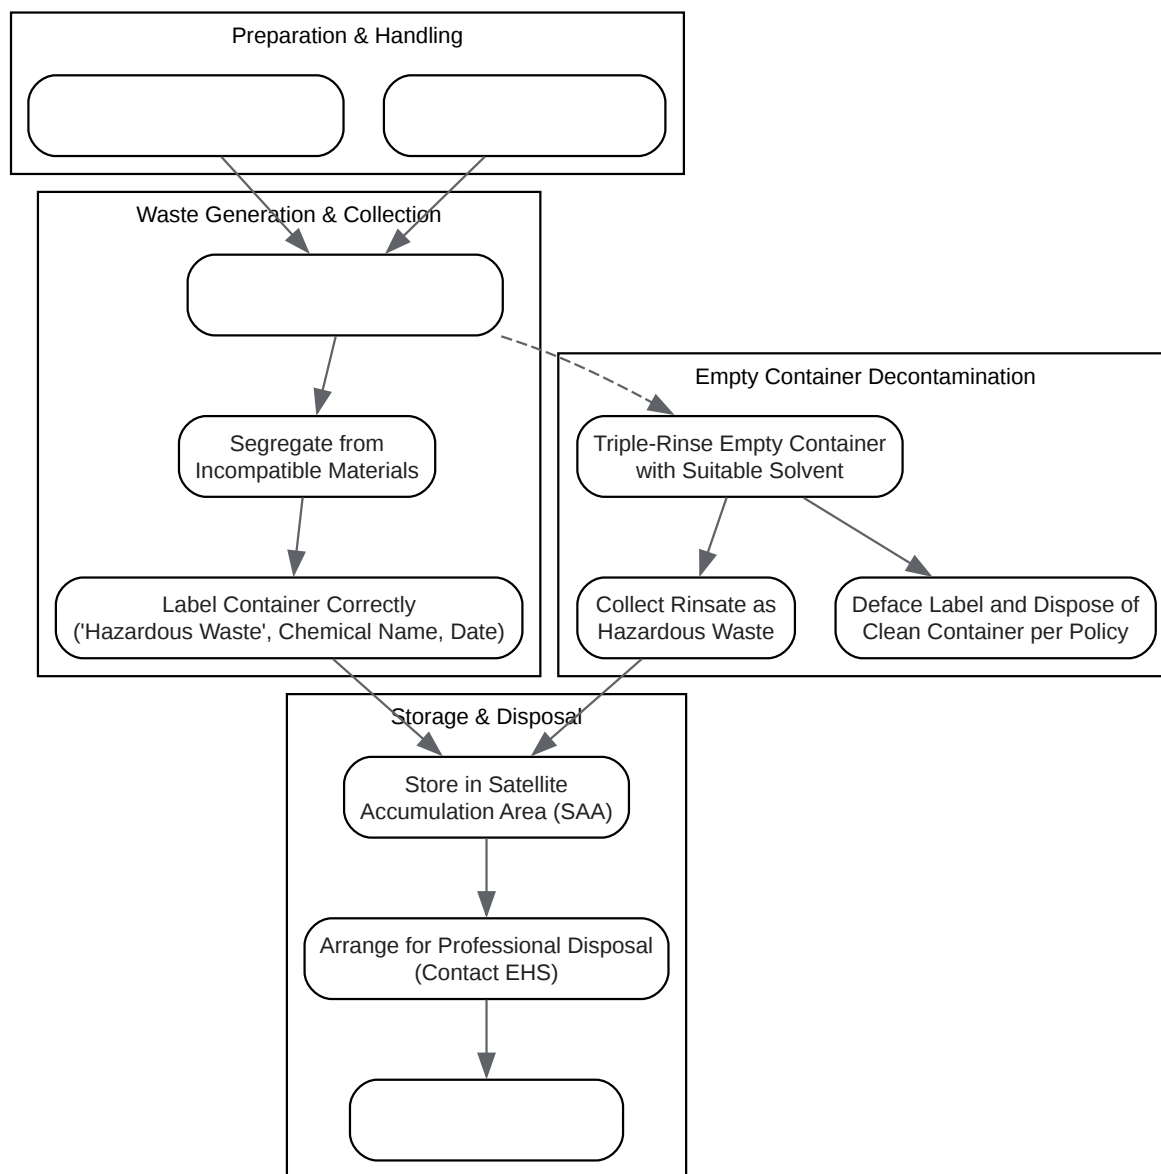 Preparation & Handling
Waste Generation & Collection
Segregate from
Incompatible Materials
Label Container Correctly
('Hazardous Waste', Chemical Name, Date)
Empty Container Decontamination
Triple-Rinse Empty Container
with Suitable Solvent
Collect Rinsate as
Hazardous Waste
Deface Label and Dispose of
Clean Container per Policy
Storage & Disposal
Store in Satellite
Accumulation Area (SAA)
Arrange for Professional Disposal
(Contact EHS)